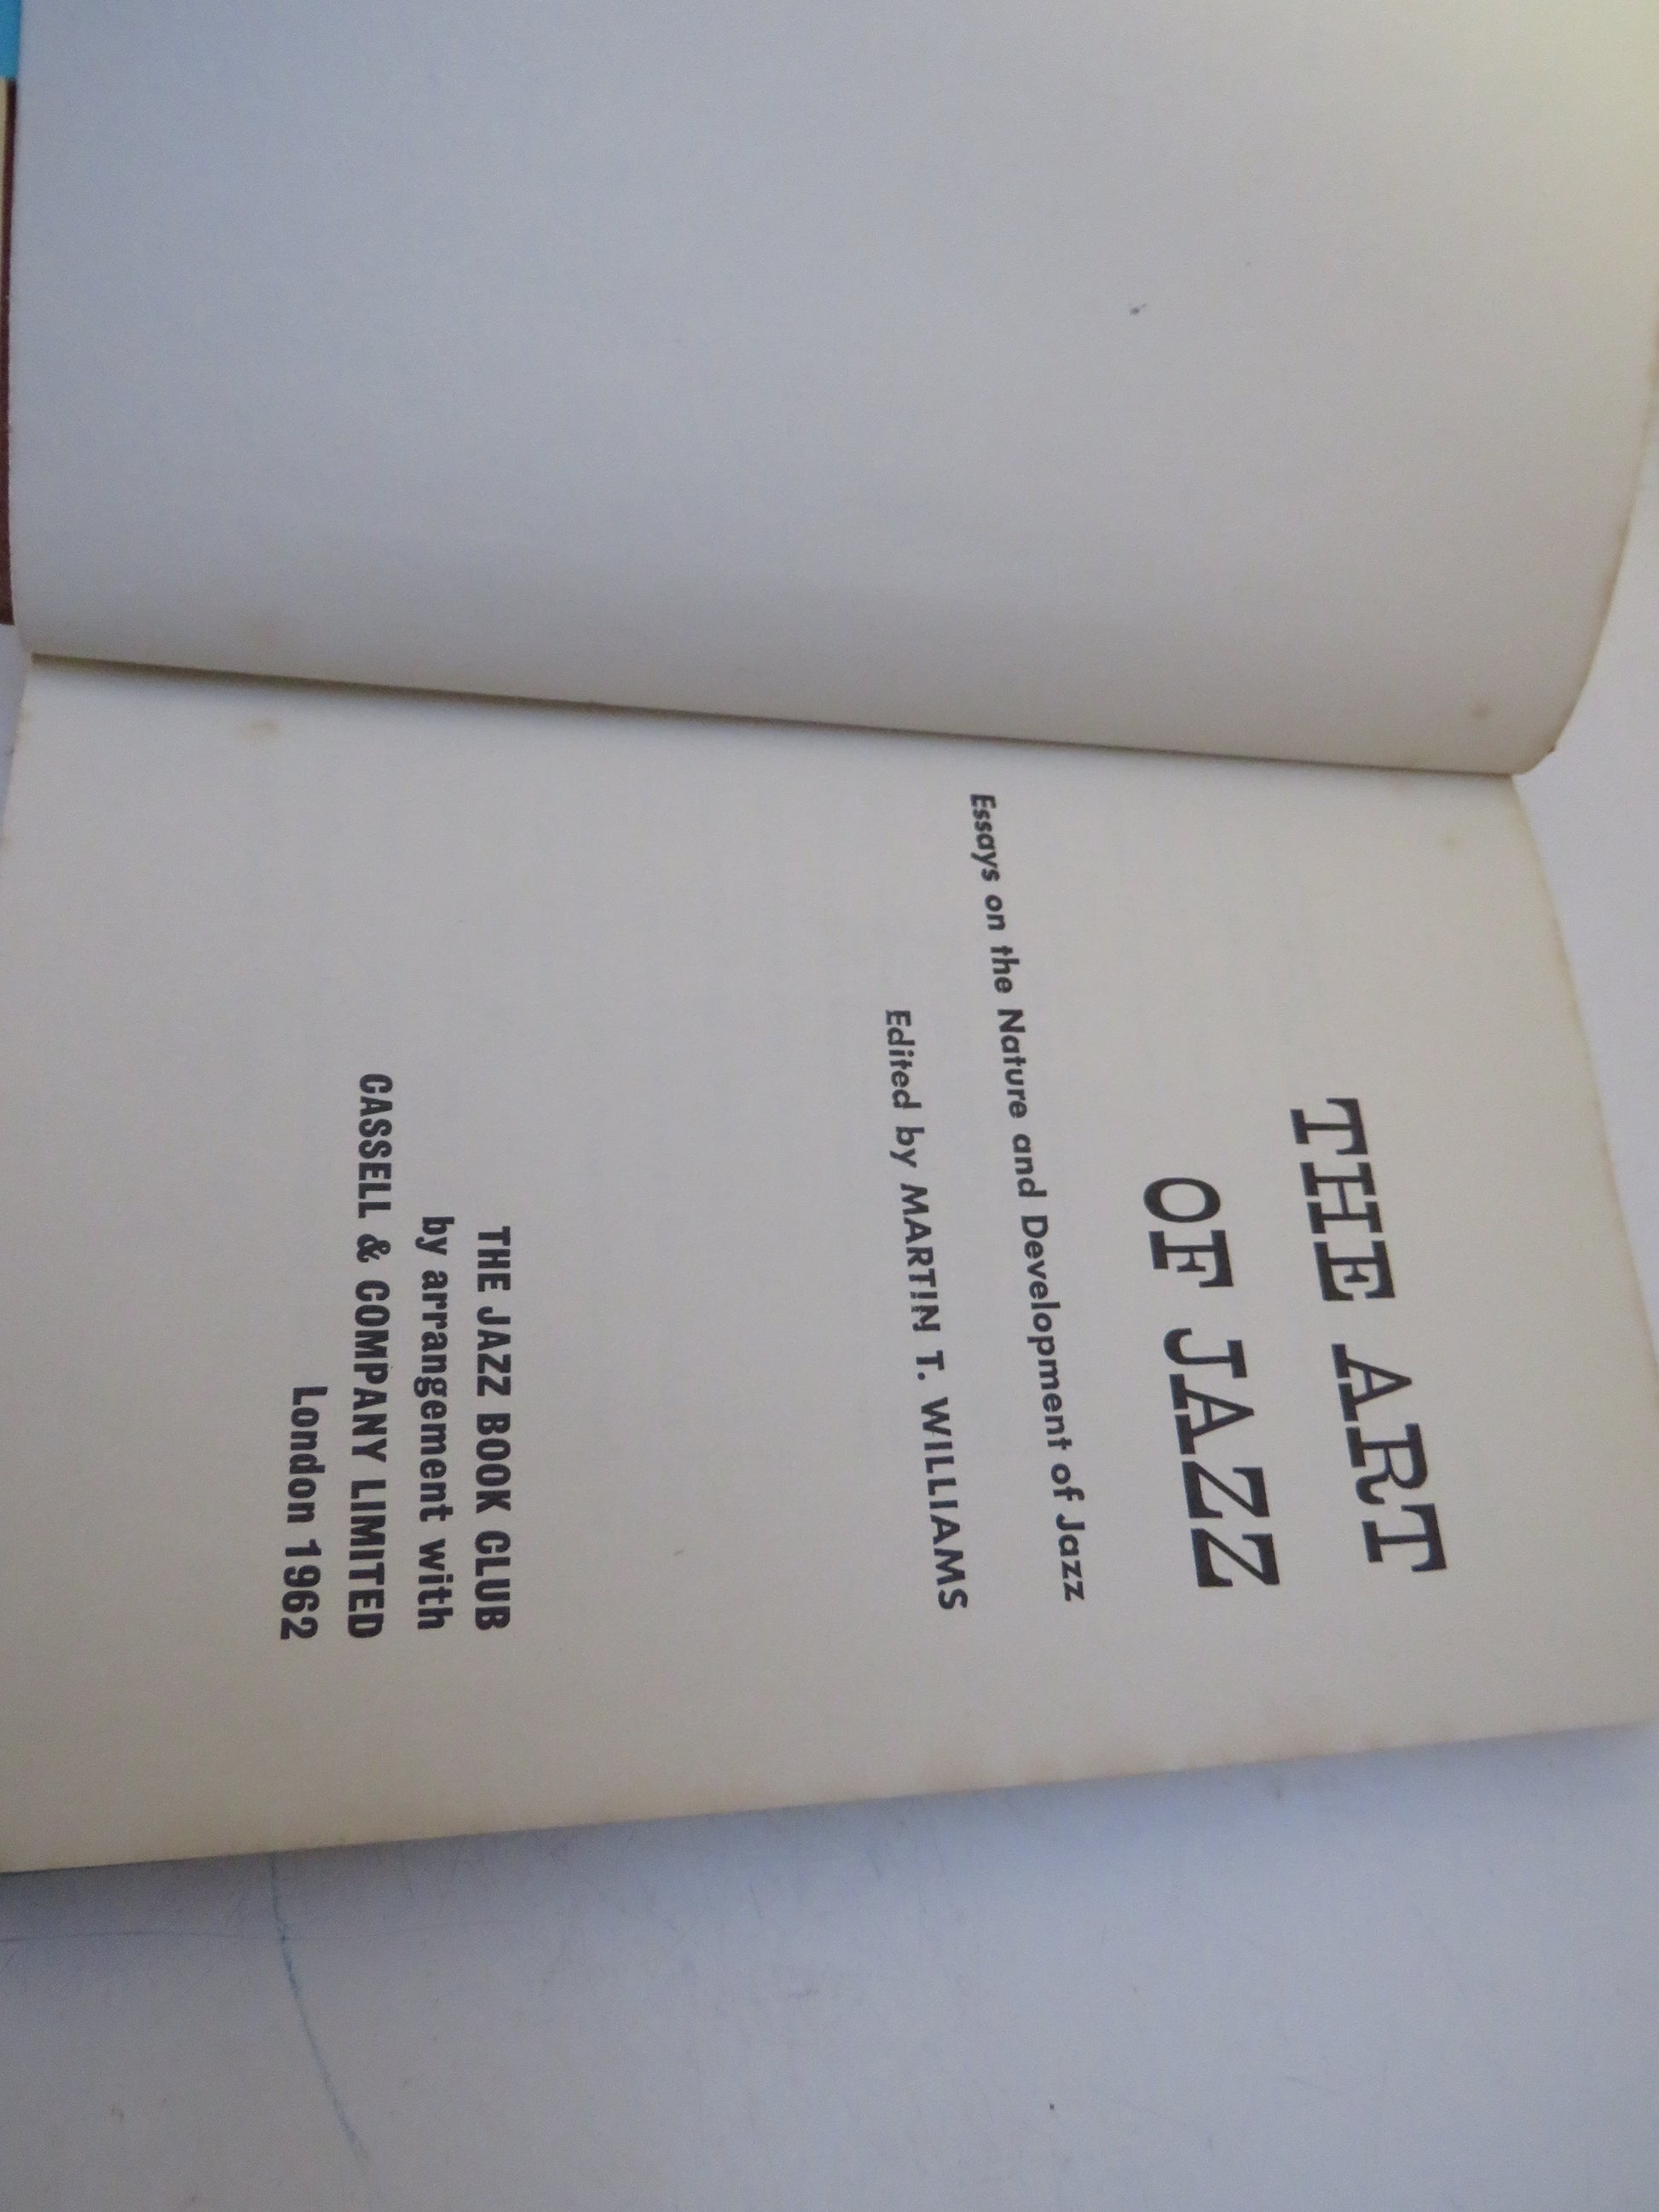 THE ART
OF JAZZ
Essays on the Nature and Development of Jazz
Edited by MARTIN T. WILLIAMS
THE JAZZ BOOK CLUB
by arrangement with
CASSELL & COMPANY LIMITED
London 1962